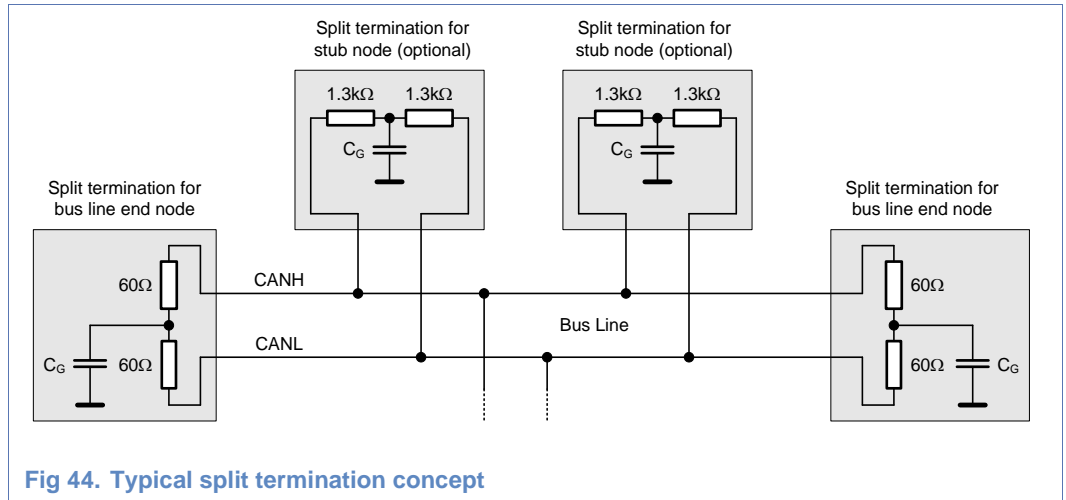 Split termination for
stub node (optional)
Split termination for
stub node (optional)
1.3kΩ 1.3kΩ
1.3kΩ 1.3kΩ
CG
CG
Split termination for
bus line end node
Split termination for
bus line end node
60Ω
CANH
60Ω
Bus Line
CANL
CG
60Ω
60Ω
CG
Fig 44. Typical split termination concept